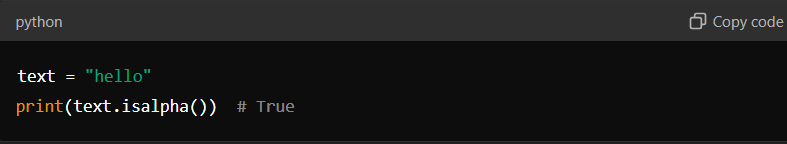 python
Copy code
text = "hello"
print(text.isalpha())  # True